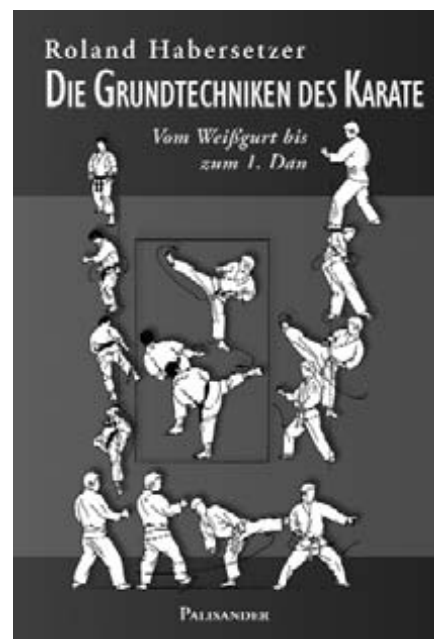 Roland Habersetzer
DIE GRUNDTECHNIKEN DES KARATE
Vom Weißgurt bis
zum 1. Dan
PALISANDER